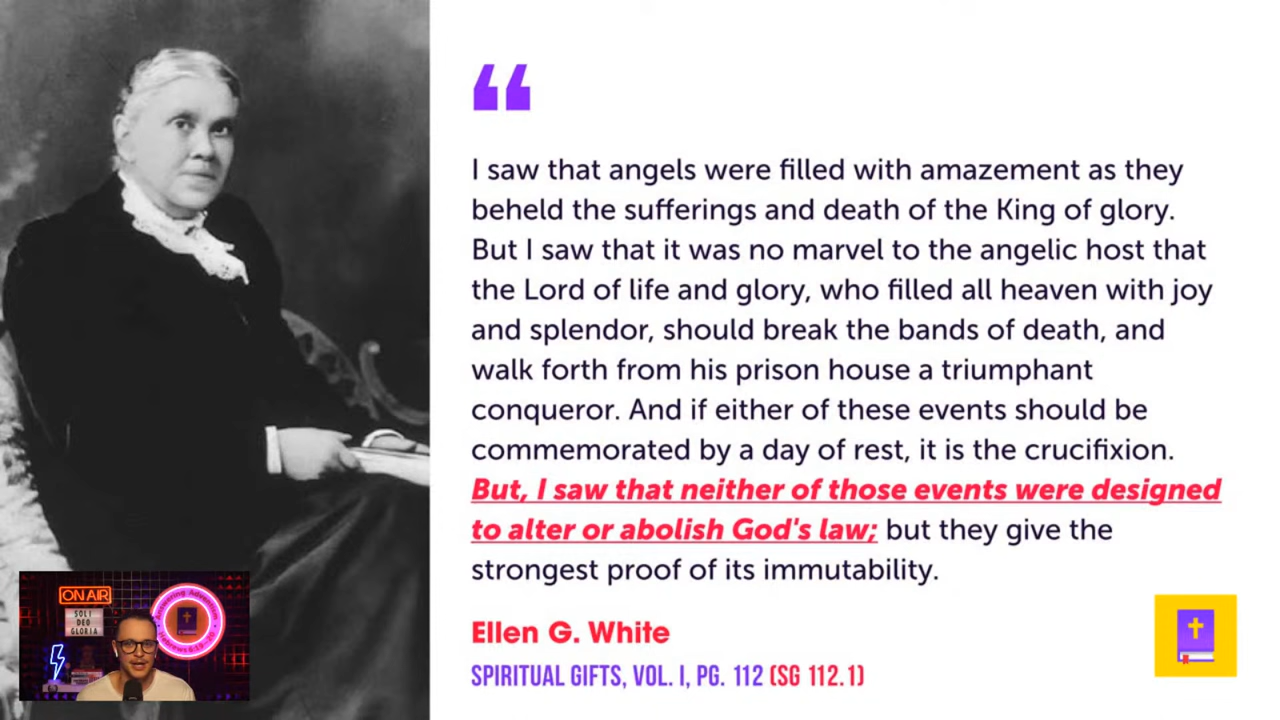 “
I saw that angels were filled with amazement as they
beheld the sufferings and death of the King of glory.
But I saw that it was no marvel to the angelic host that
the Lord of life and glory, who filled all heaven with joy
and splendor, should break the bands of death, and
walk forth from his prison house a triumphant
conqueror. And if either of these events should be
commemorated by a day of rest, it is the crucifixion.
But, I saw that neither of those events were designed
to alter or abolish God's law; but they give the
strongest proof of its immutability.
Ellen G. White
SPIRITUAL GIFTS, VOL. I, PG. 112 (SG 112.1)
ON AIR
SOLI
DEO
GLORIA
Answering Adventism